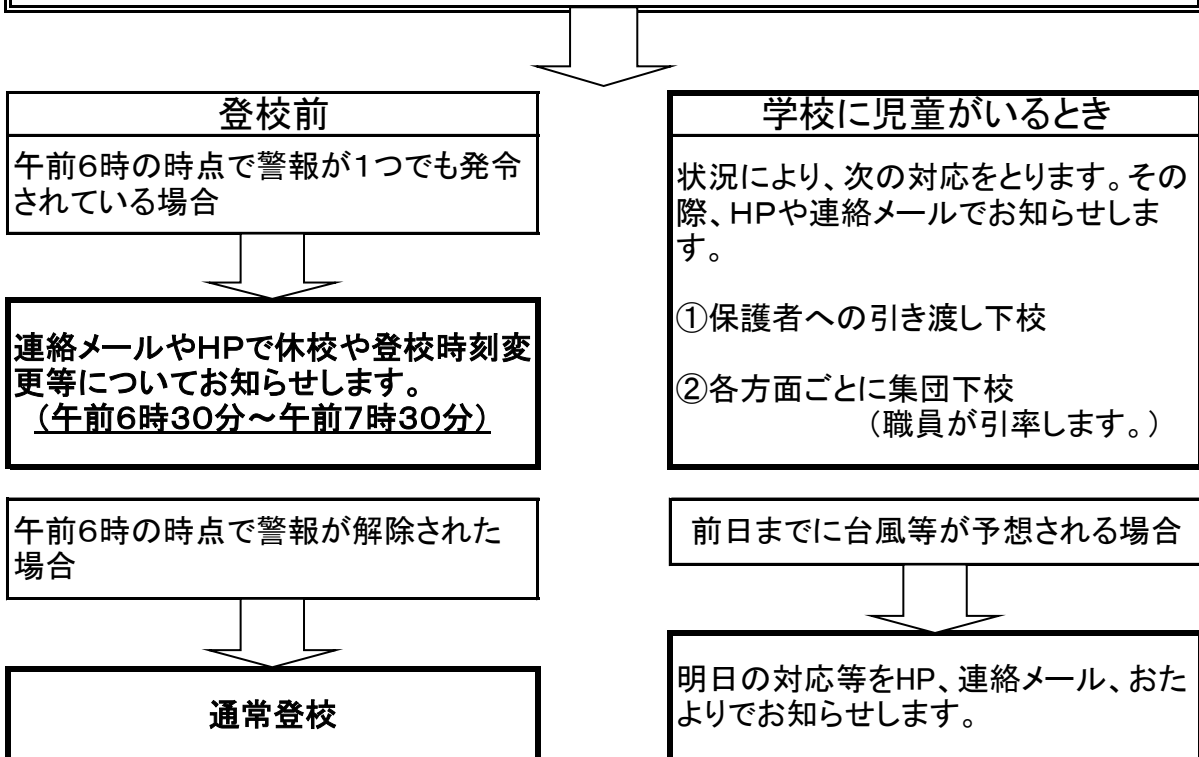 登校前
午前6時の時点で警報が1つでも発令
されている場合
連絡メールやHPで休校や登校時刻変
更等についてお知らせします。
(午前6時30分～午前7時30分)
午前6時の時点で警報が解除された
場合
通常登校
学校に児童がいるとき
状況により、次の対応をとります。その
際、HPや連絡メールでお知らせしま
す。
①保護者への引き渡し下校
②各方面ごとに集団下校
(職員が引率します。)
前日までに台風等が予想される場合
明日の対応等をHP、連絡メール、おた
よりでお知らせします。